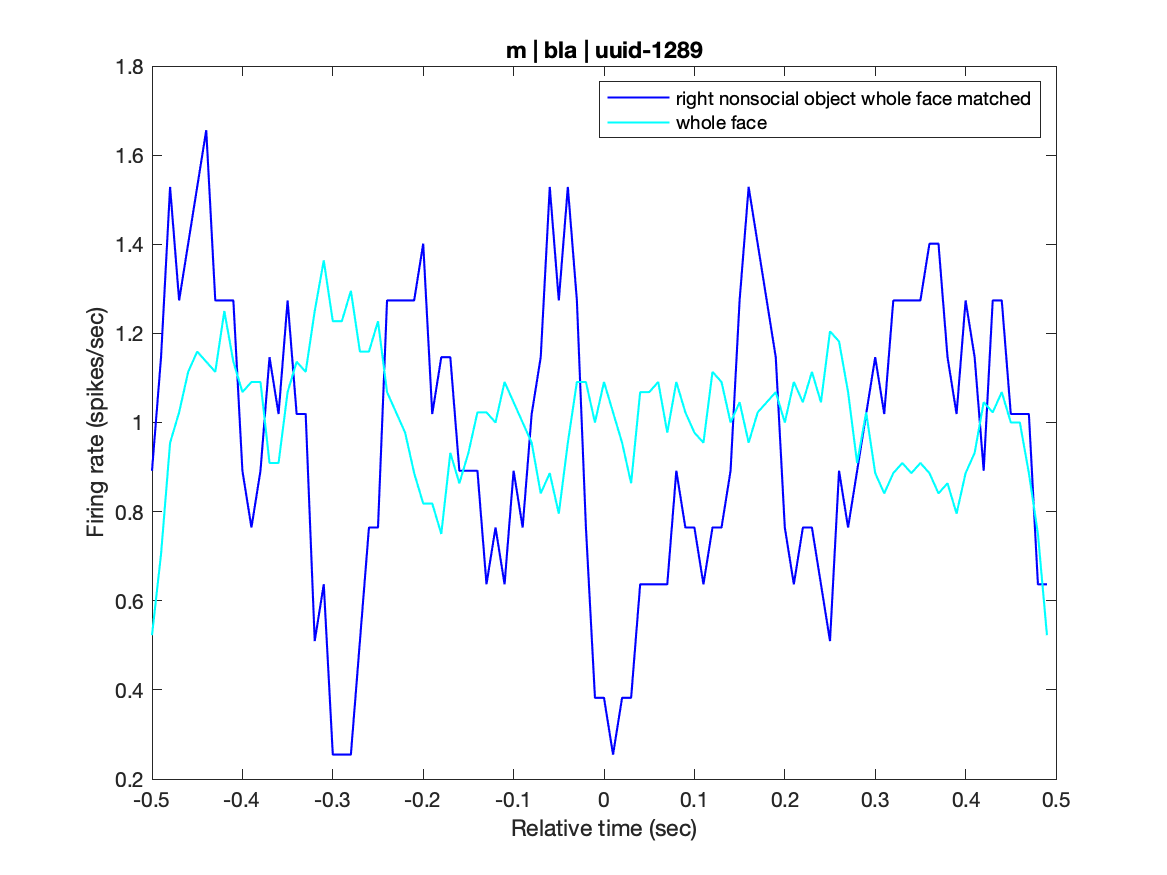 m | bla | uuid-1289
right nonsocial object whole face matched
whole face
Firing rate (spikes/sec)
1.8
1.6
1.4
1.2
1
0.8
0.6
0.4
0.2
-0.5 -0.4 -0.3 -0.2 -0.1 0 0.1 0.2 0.3 0.4 0.5
Relative time (sec)